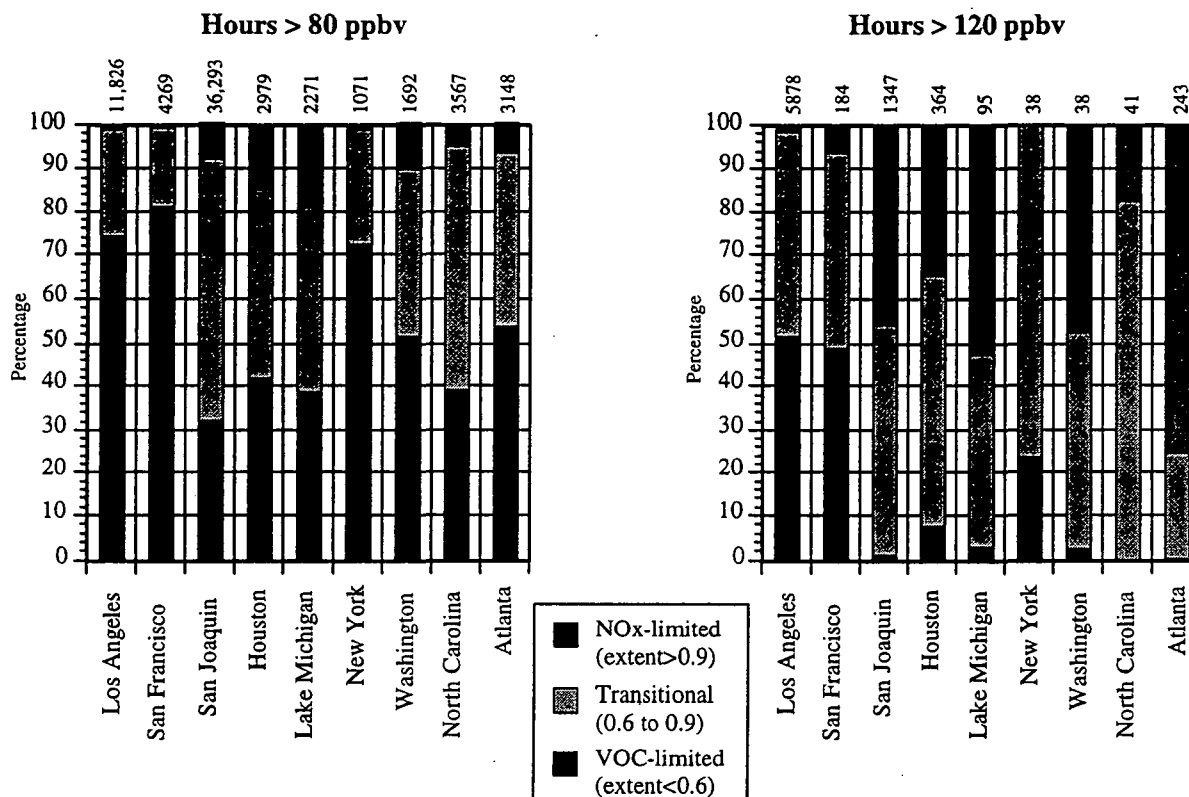 Hours > 80 ppbv
11,826
4269
36,293
2979
2271
1071
1692
3567
3148
100
90
80
70
60
50
40
30
20
10
0
Percentage
Los Angeles
San Francisco
San Joaquin
Houston
Lake Michigan
New York
Washington
North Carolina
Atlanta
Hours > 120 ppbv
5878
184
1347
364
95
38
38
41
243
100
90
80
70
60
50
40
30
20
10
0
Percentage
Los Angeles
San Francisco
San Joaquin
Houston
Lake Michigan
New York
Washington
North Carolina
Atlanta
NOx-limited
(extent>0.9)
Transitional
(0.6 to 0.9)
VOC-limited
(extent<0.6)